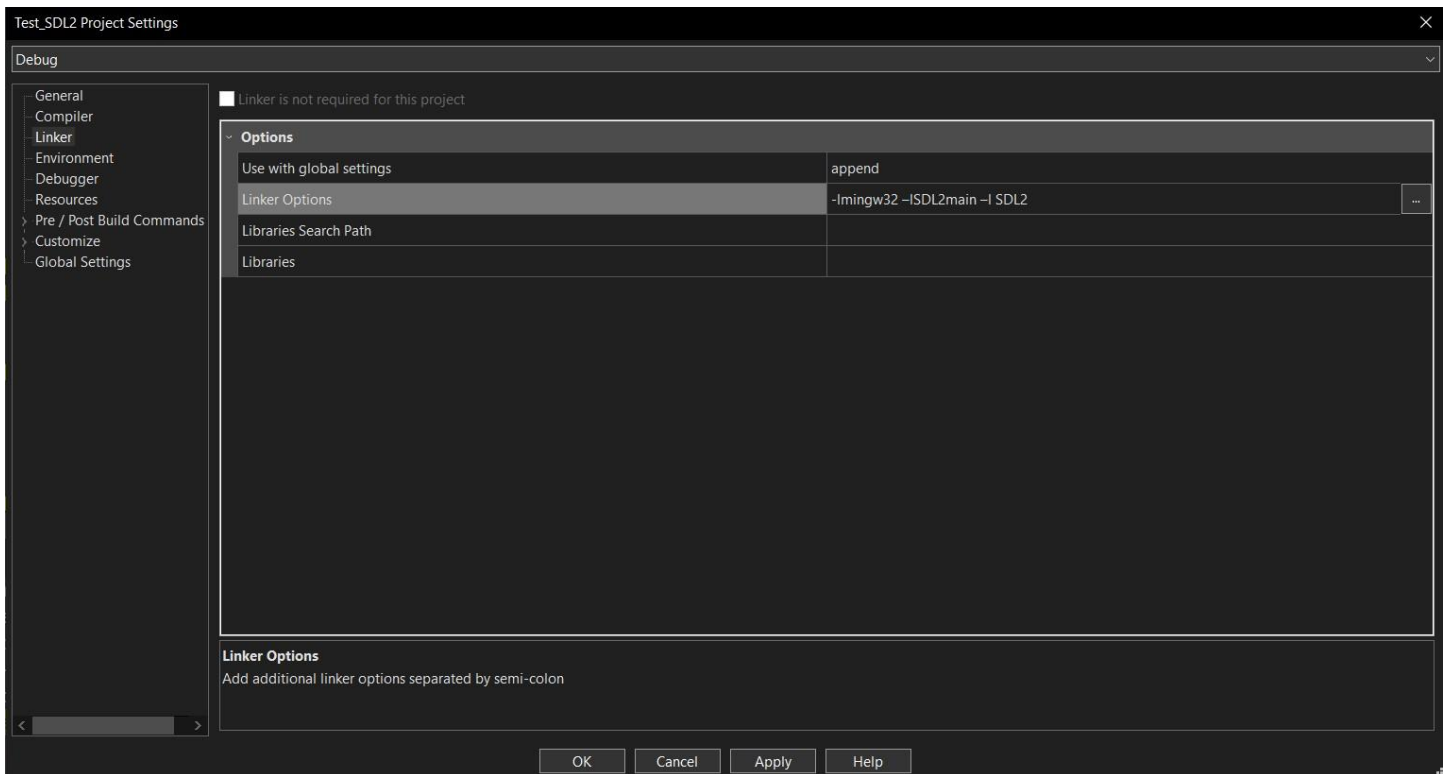 Test_SDL2 Project Settings
Debug
General
Compiler
Linker
Environment
Debugger
Resources
Pre / Post Build Commands
Customize
Global Settings
Linker is not required for this project
Options
Use with global settings append
Linker Options -lmingw32 –lSDL2main –l SDL2 ...
Libraries Search Path
Libraries
Linker Options
Add additional linker options separated by semi-colon
OK Cancel Apply Help